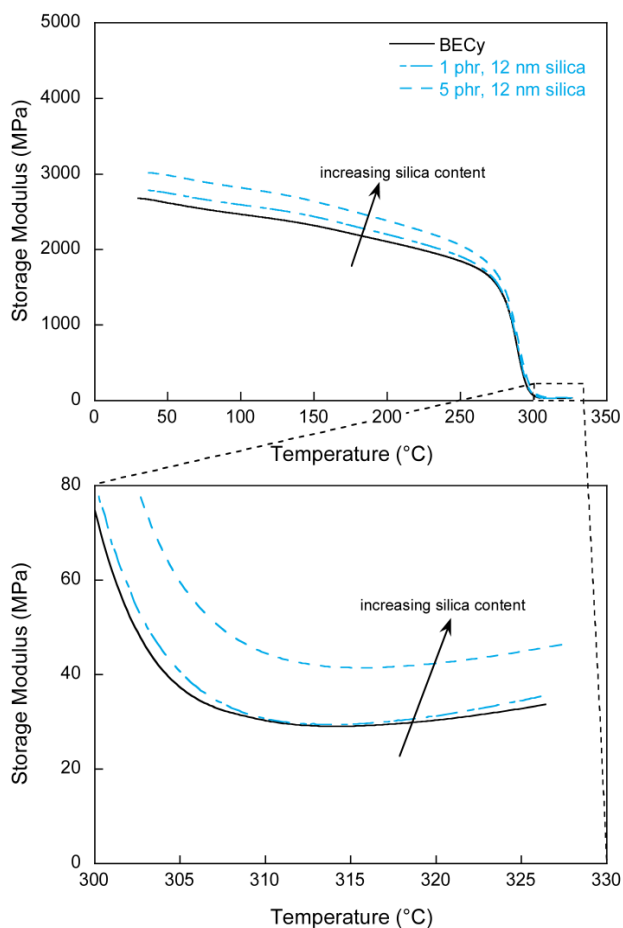 5000
4000
3000
2000
1000
0
Storage Modulus (MPa)
BECy
1 phr, 12 nm silica
5 phr, 12 nm silica
increasing silica content
0 50 100 150 200 250 300 350
Temperature (°C)
80
60
40
20
0
Storage Modulus (MPa)
increasing silica content
300 305 310 315 320 325 330
Temperature (°C)